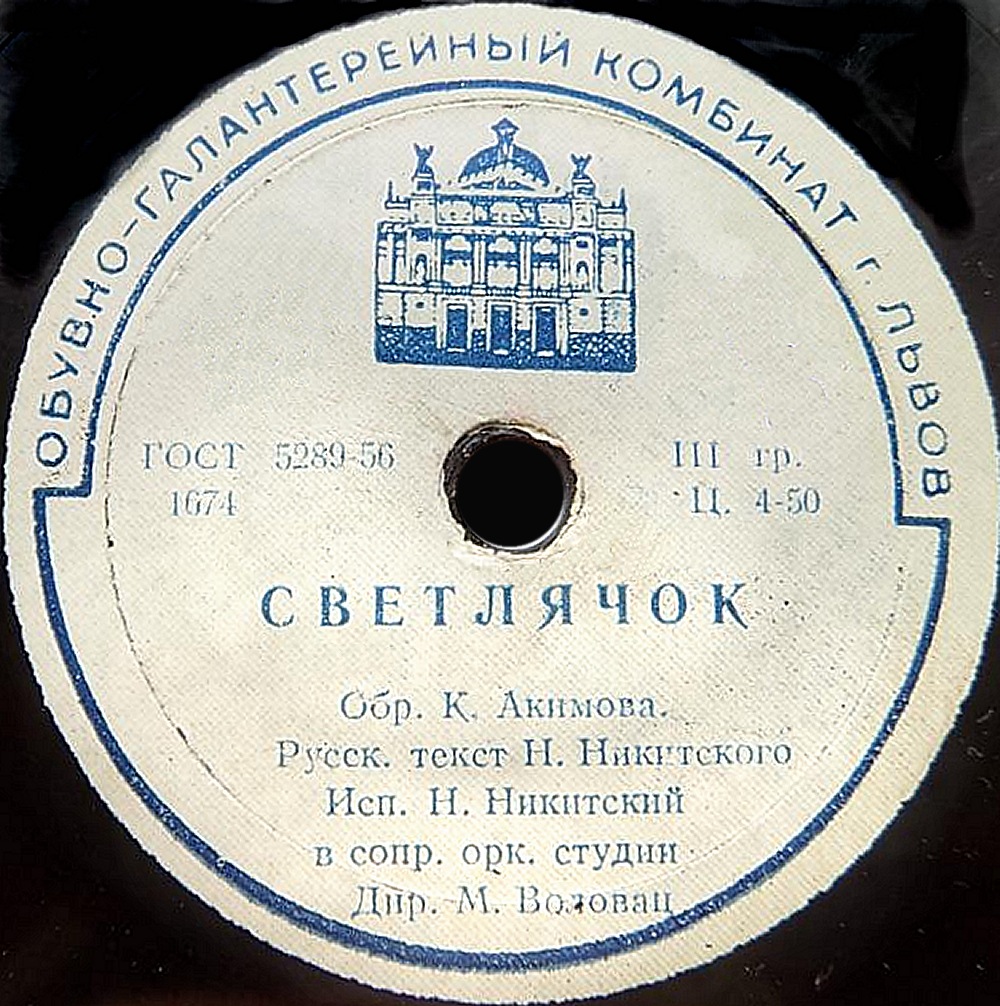 ОБУВНО-ГАЛАНТЕРЕЙНЫЙ КОМБИНАТ г. ЛЬВОВ
ГОСТ 5289-56 III гр.
1674 Ц. 4-50
СВЕТЛЯЧОК
Обр. К. Акимова.
Русск. текст Н. Никитского
Исп. Н. Никитский
в сопр. орк. студии
Дир. М. Воловац